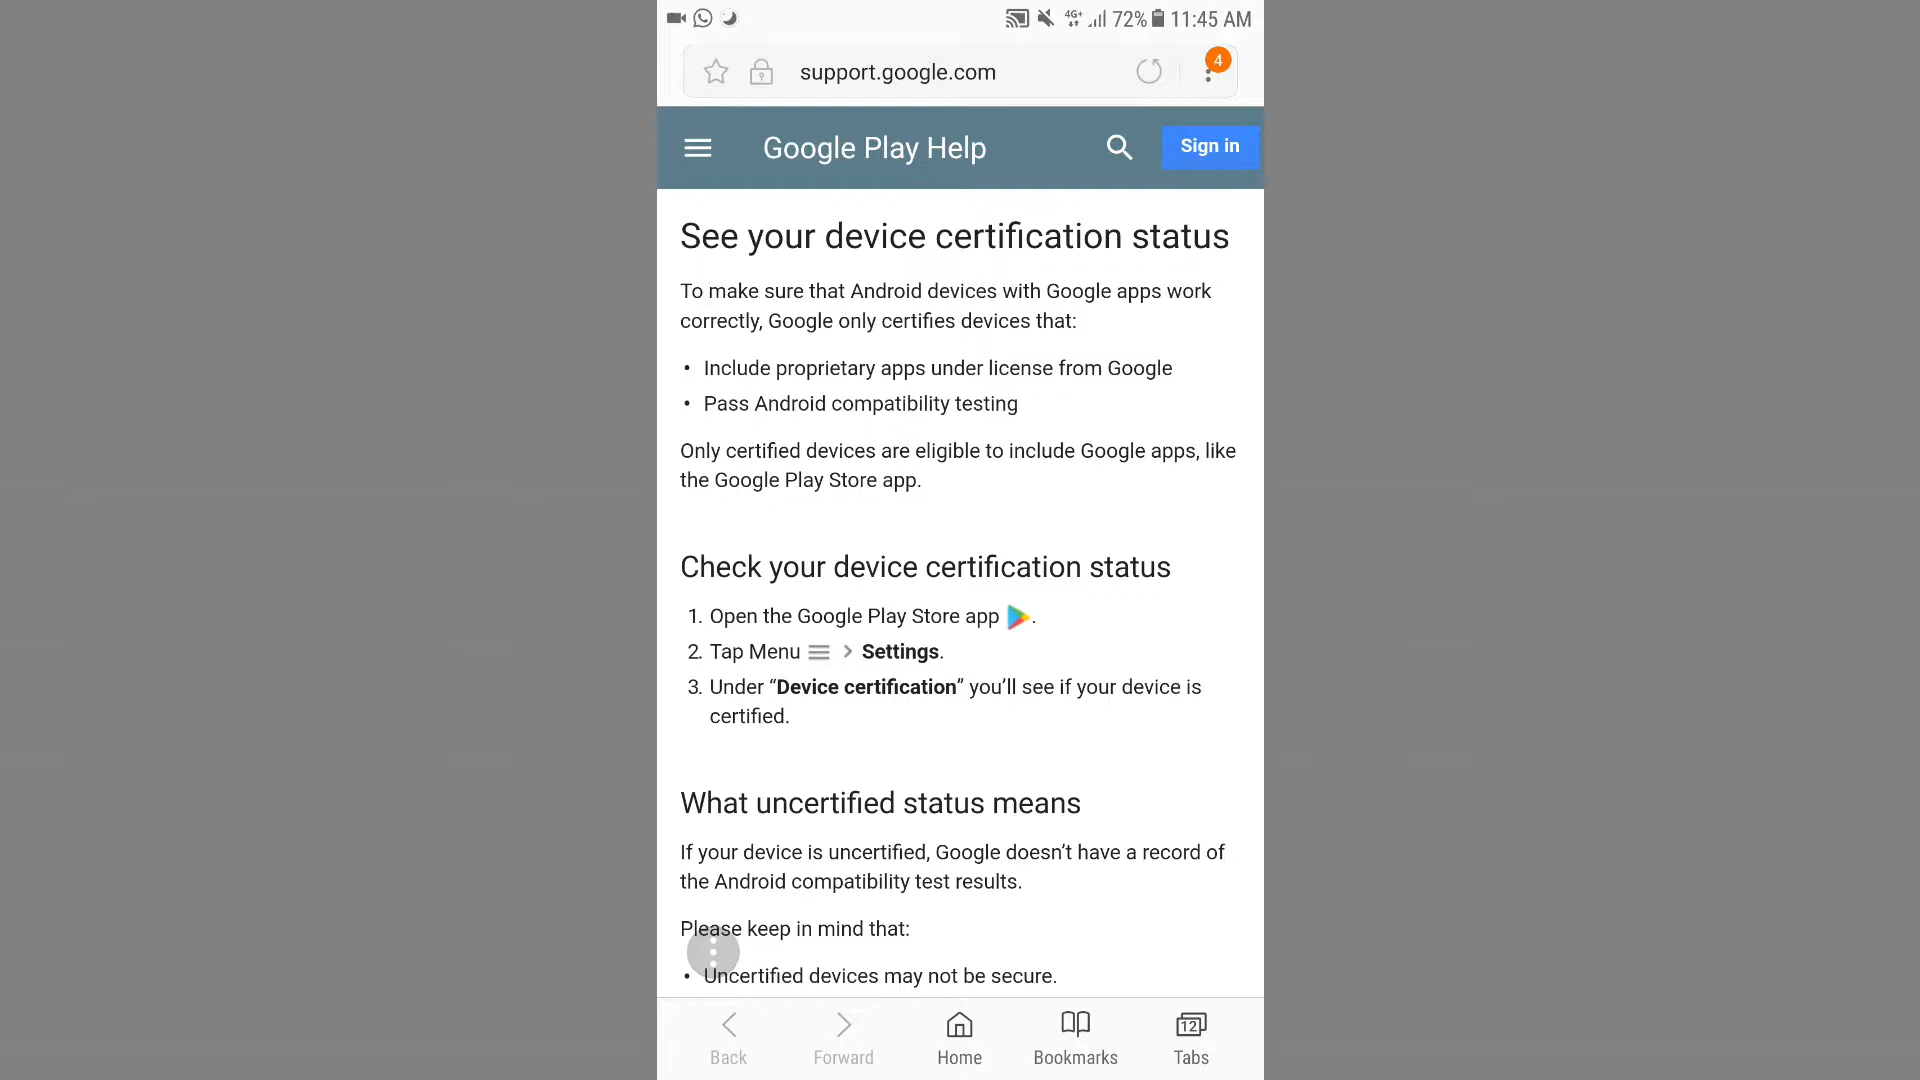 4G+ 72% 11:45 AM
support.google.com
4
Google Play Help
Sign in
See your device certification status
To make sure that Android devices with Google apps work
correctly, Google only certifies devices that:
• Include proprietary apps under license from Google
• Pass Android compatibility testing
Only certified devices are eligible to include Google apps, like
the Google Play Store app.
Check your device certification status
1. Open the Google Play Store app .
2. Tap Menu > Settings.
3. Under “Device certification” you’ll see if your device is
certified.
What uncertified status means
If your device is uncertified, Google doesn’t have a record of
the Android compatibility test results.
Please keep in mind that:
• Uncertified devices may not be secure.
Back
Forward
Home
Bookmarks
12
Tabs